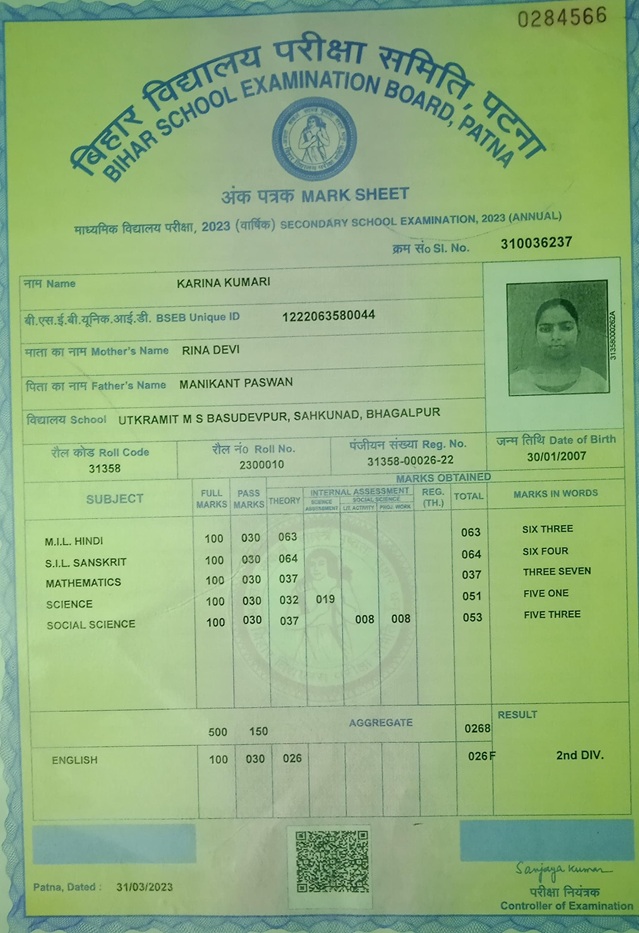 0284566
बिहार विद्यालय परीक्षा समिति, पटना
BIHAR SCHOOL EXAMINATION BOARD, PATNA
अंक पत्रक MARK SHEET
माध्यमिक विद्यालय परीक्षा, 2023 (वार्षिक) SECONDARY SCHOOL EXAMINATION, 2023 (ANNUAL)
क्रम सं० Sl. No. 310036237
नाम Name KARINA KUMARI
बी.एस.ई.बी.यूनिक.आई.डी. BSEB Unique ID 1222063580044
माता का नाम Mother's Name RINA DEVI
पिता का नाम Father's Name MANIKANT PASWAN
विद्यालय School UTKRAMIT M S BASUDEVPUR, SAHKUNAD, BHAGALPUR
31358000262A
रौल कोड Roll Code रौल नं० Roll No. पंजीयन संख्या Reg. No. जन्म तिथि Date of Birth
31358 2300010 31358-00026-22 30/01/2007
MARKS OBTAINED
SUBJECT FULL MARKS PASS MARKS THEORY INTERNAL ASSESSMENT REG. (TH.) TOTAL MARKS IN WORDS
SCIENCE ASSESSMENT SOCIAL SCIENCE
LIT. ACTIVITY PROJ. WORK
M.I.L. HINDI 100 030 063 063 SIX THREE
S.I.L. SANSKRIT 100 030 064 064 SIX FOUR
MATHEMATICS 100 030 037 037 THREE SEVEN
SCIENCE 100 030 032 019 051 FIVE ONE
SOCIAL SCIENCE 100 030 037 008 008 053 FIVE THREE
500 150 AGGREGATE 0268 RESULT
ENGLISH 100 030 026 026F 2nd DIV.
Patna, Dated : 31/03/2023
Sanjaya Kumar
परीक्षा नियंत्रक
Controller of Examination